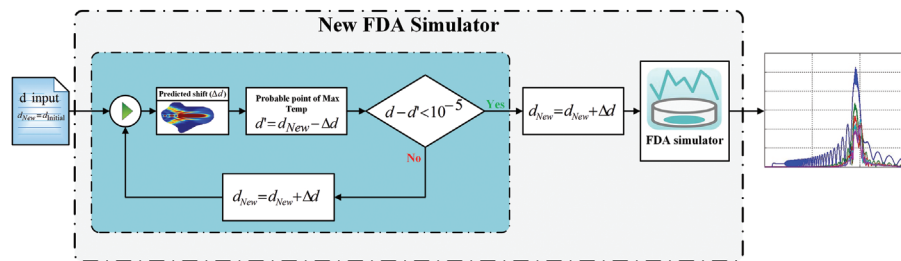 New FDA Simulator
d input
d_New=d_initial
Predicted shift (Δd)
Probable point of Max
Temp
d'=d_New−Δd
d−d'<10^−5
Yes
No
d_New=d_New+Δd
d_New=d_New+Δd
FDA simulator